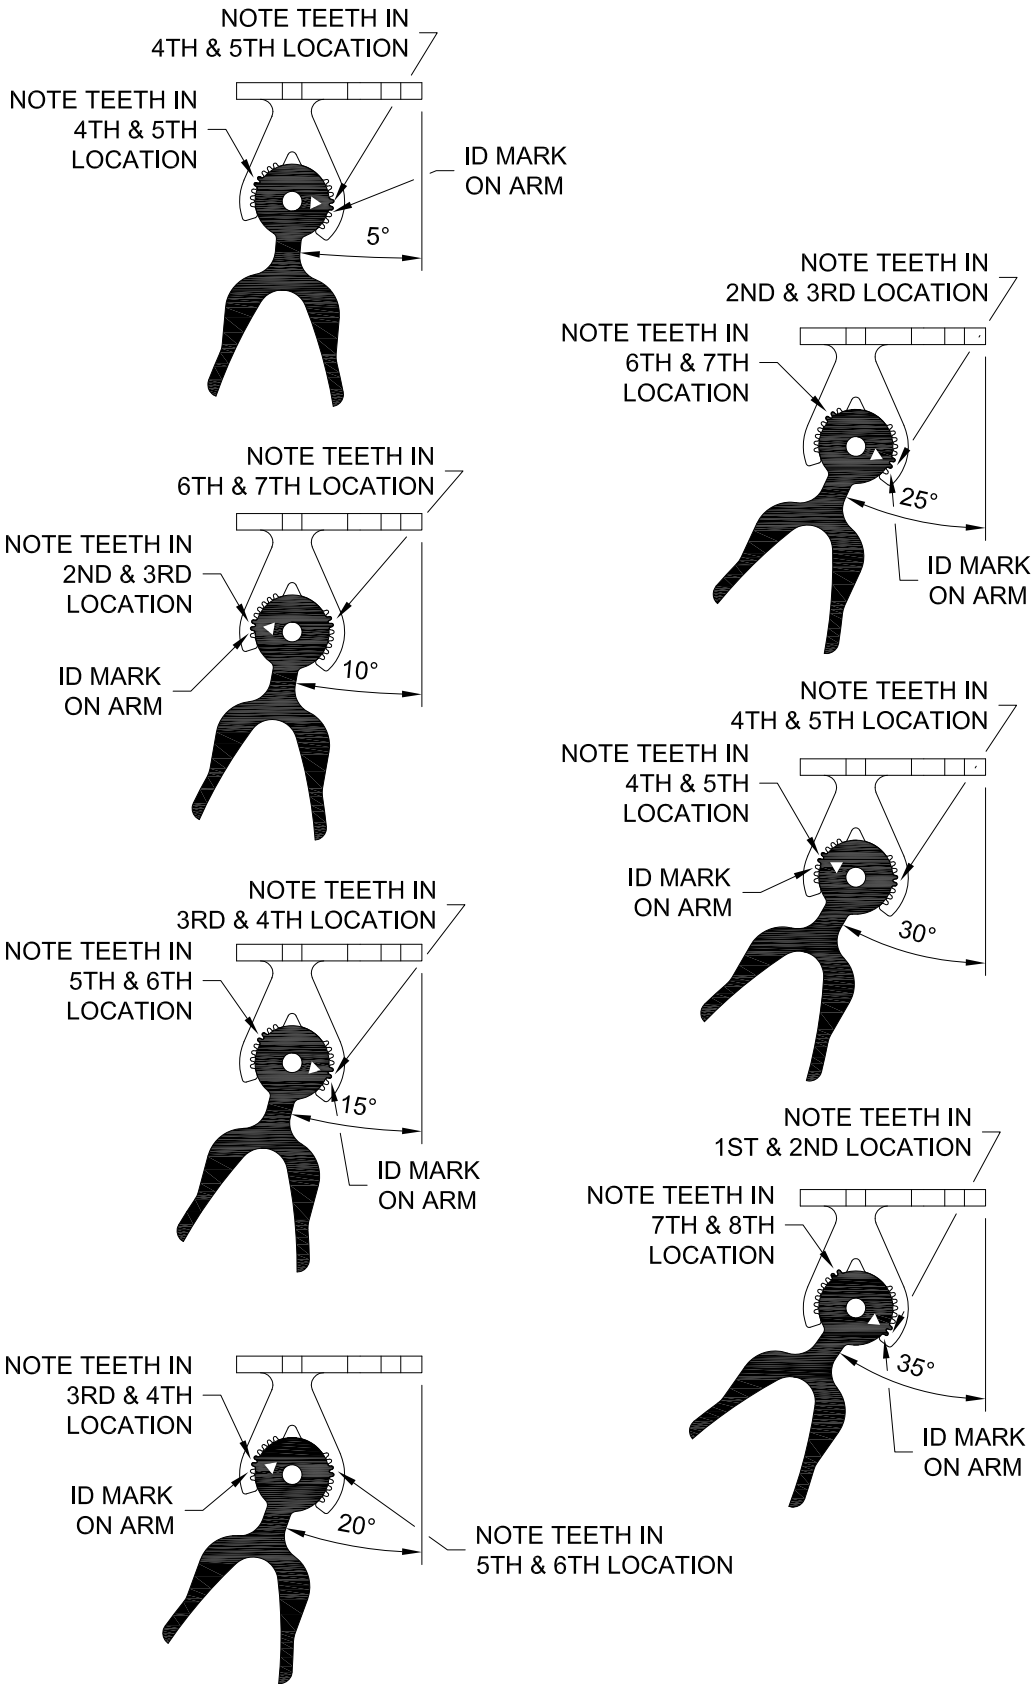 NOTE TEETH IN
4TH & 5TH LOCATION
NOTE TEETH IN
4TH & 5TH
LOCATION
ID MARK
ON ARM
5°
NOTE TEETH IN
6TH & 7TH LOCATION
NOTE TEETH IN
2ND & 3RD
LOCATION
ID MARK
ON ARM
10°
NOTE TEETH IN
3RD & 4TH LOCATION
NOTE TEETH IN
5TH & 6TH
LOCATION
15°
ID MARK
ON ARM
NOTE TEETH IN
3RD & 4TH
LOCATION
ID MARK
ON ARM
20°
NOTE TEETH IN
5TH & 6TH LOCATION
NOTE TEETH IN
2ND & 3RD LOCATION
NOTE TEETH IN
6TH & 7TH
LOCATION
25°
ID MARK
ON ARM
NOTE TEETH IN
4TH & 5TH LOCATION
NOTE TEETH IN
4TH & 5TH
LOCATION
ID MARK
ON ARM
30°
NOTE TEETH IN
1ST & 2ND LOCATION
NOTE TEETH IN
7TH & 8TH
LOCATION
35°
ID MARK
ON ARM